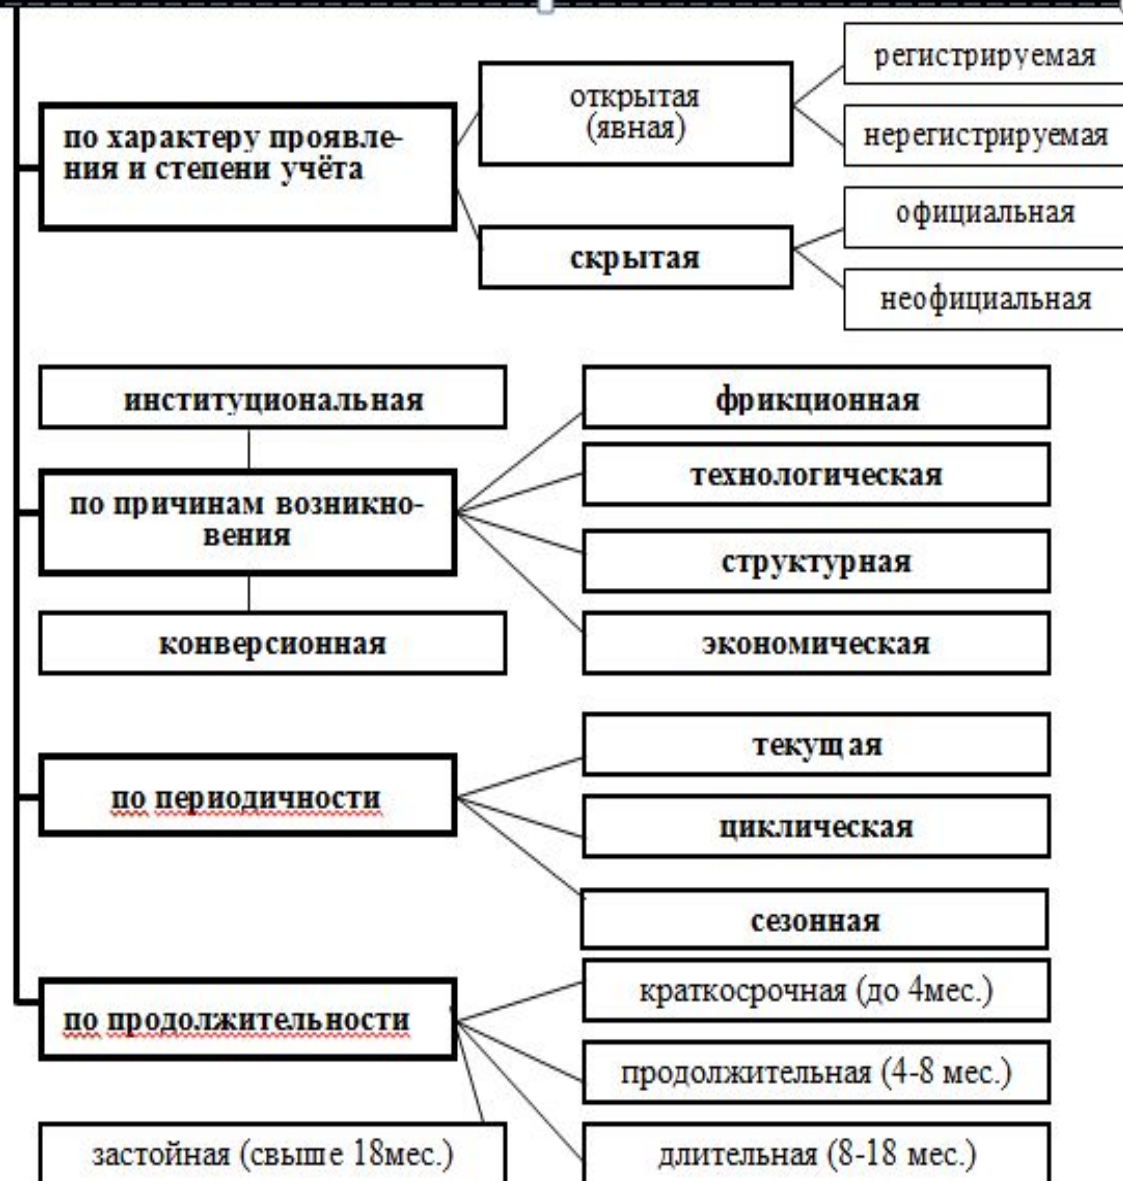 регистрируемая
открытая
(явная)
по характеру проявле-
ния и степени учёта
нерегистрируемая
официальная
скрытая
неофициальная
институциональная
фрикционная
технологическая
по причинам возникно-
вения
структурная
конверсионная
экономическая
текущая
по периодичности
циклическая
сезонная
краткосрочная (до 4мес.)
по продолжительности
продолжительная (4-8 мес.)
застойная (свыше 18мес.)
длительная (8-18 мес.)